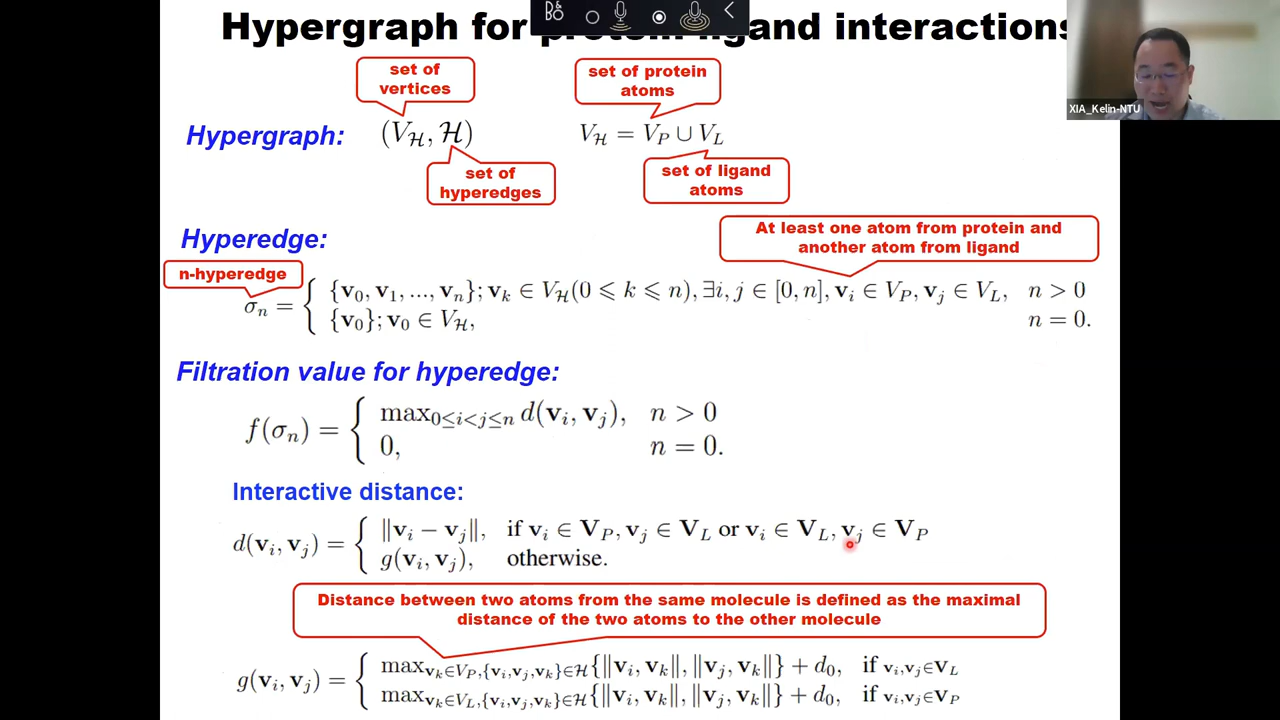 Hypergraph for protein-ligand interactions
XIA_Kelin-NTU
set of
vertices
set of protein
atoms
Hypergraph: (V_ℋ, ℋ) V_ℋ = V_P ∪ V_L
set of
hyperedges
set of ligand
atoms
At least one atom from protein and
another atom from ligand
Hyperedge:
n-hyperedge
σ_n = { {v_0, v_1, ..., v_n}; v_k ∈ V_ℋ(0 ⩽ k ⩽ n), ∃i, j ∈ [0, n], v_i ∈ V_P, v_j ∈ V_L, n > 0
{v_0}; v_0 ∈ V_ℋ, n = 0.
Filtration value for hyperedge:
f(σ_n) = { max_{0≤i<j≤n} d(v_i, v_j), n > 0
0, n = 0.
Interactive distance:
d(v_i, v_j) = { ‖v_i − v_j‖, if v_i ∈ V_P, v_j ∈ V_L or v_i ∈ V_L, v_j ∈ V_P
g(v_i, v_j), otherwise.
Distance between two atoms from the same molecule is defined as the maximal
distance of the two atoms to the other molecule
g(v_i, v_j) = { max_{v_k∈V_P,{v_i,v_j,v_k}∈ℋ}{‖v_i, v_k‖, ‖v_j, v_k‖} + d_0, if v_i,v_j∈V_L
max_{v_k∈V_L,{v_i,v_j,v_k}∈ℋ}{‖v_i, v_k‖, ‖v_j, v_k‖} + d_0, if v_i,v_j∈V_P